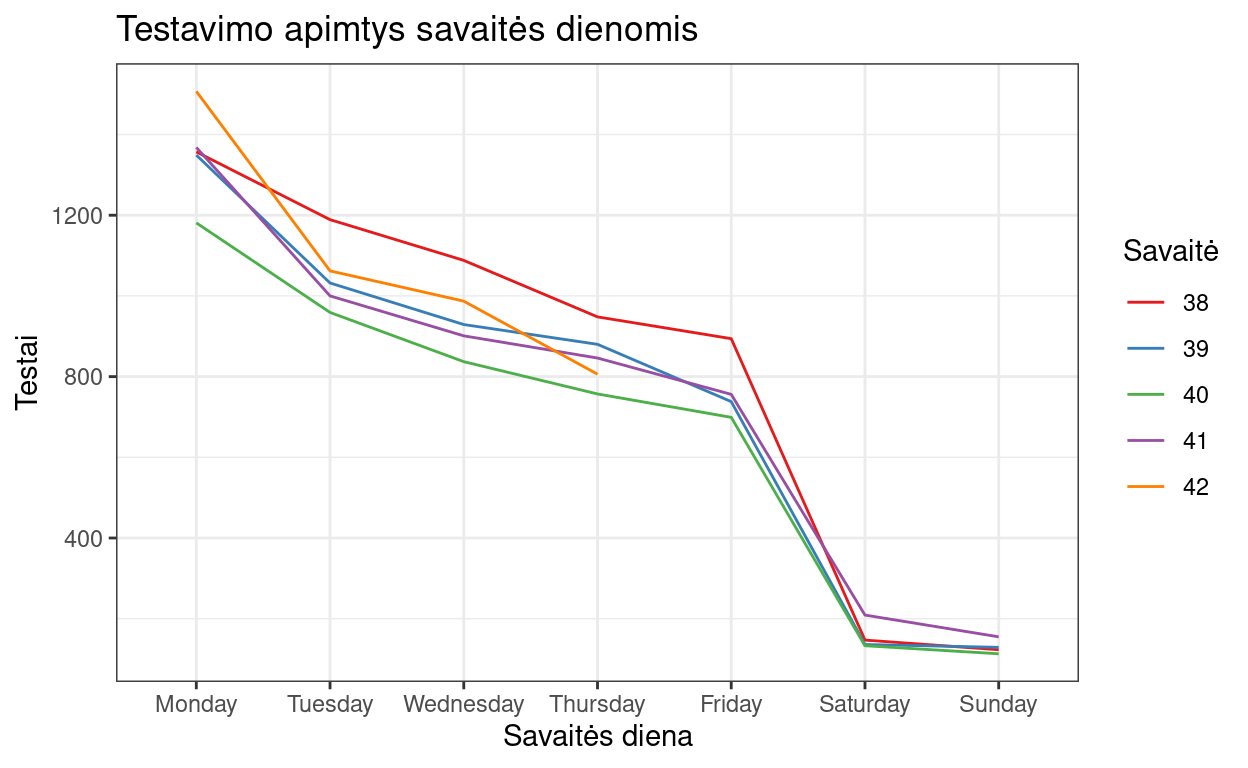 Testavimo apimtys savaitės dienomis
Testai
1200
800
400
Monday Tuesday Wednesday Thursday Friday Saturday Sunday
Savaitės diena
Savaitė
38
39
40
41
42